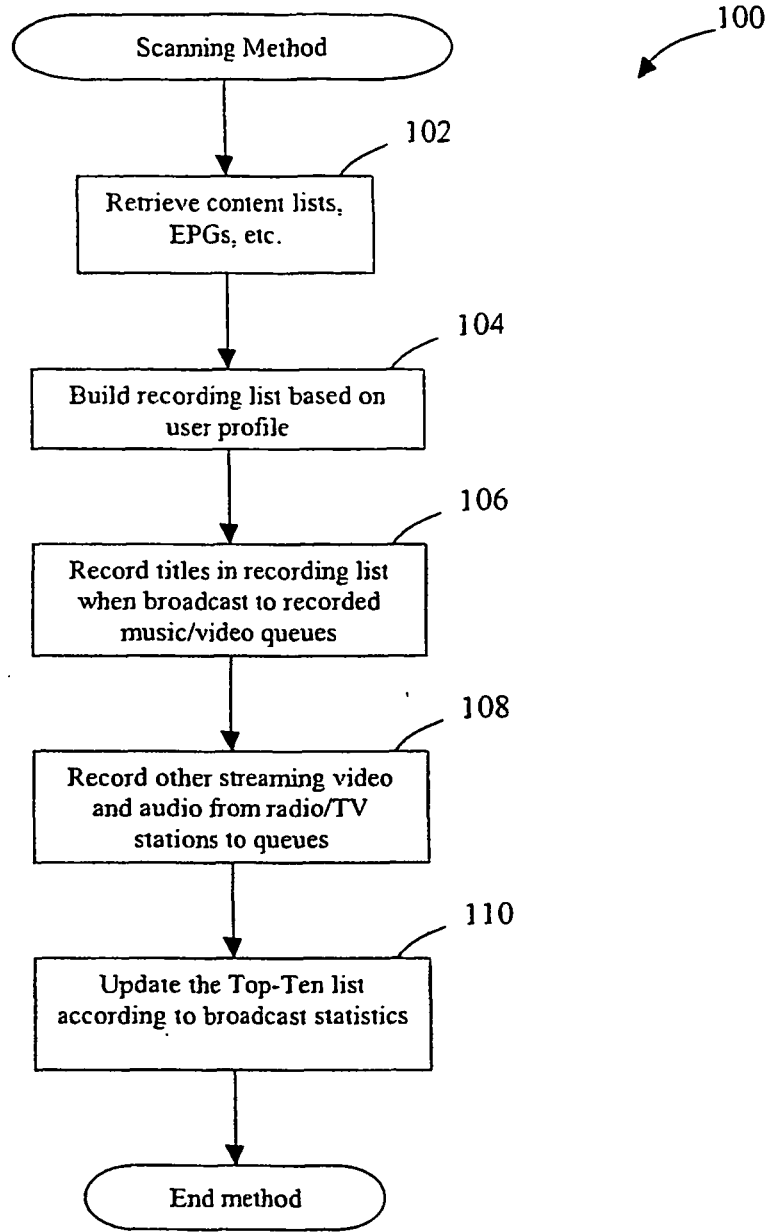 100
Scanning Method
102
Retrieve content lists,
EPGs, etc.
104
Build recording list based on
user profile
106
Record titles in recording list
when broadcast to recorded
music/video queues
108
Record other streaming video
and audio from radio/TV
stations to queues
110
Update the Top-Ten list
according to broadcast statistics
End method